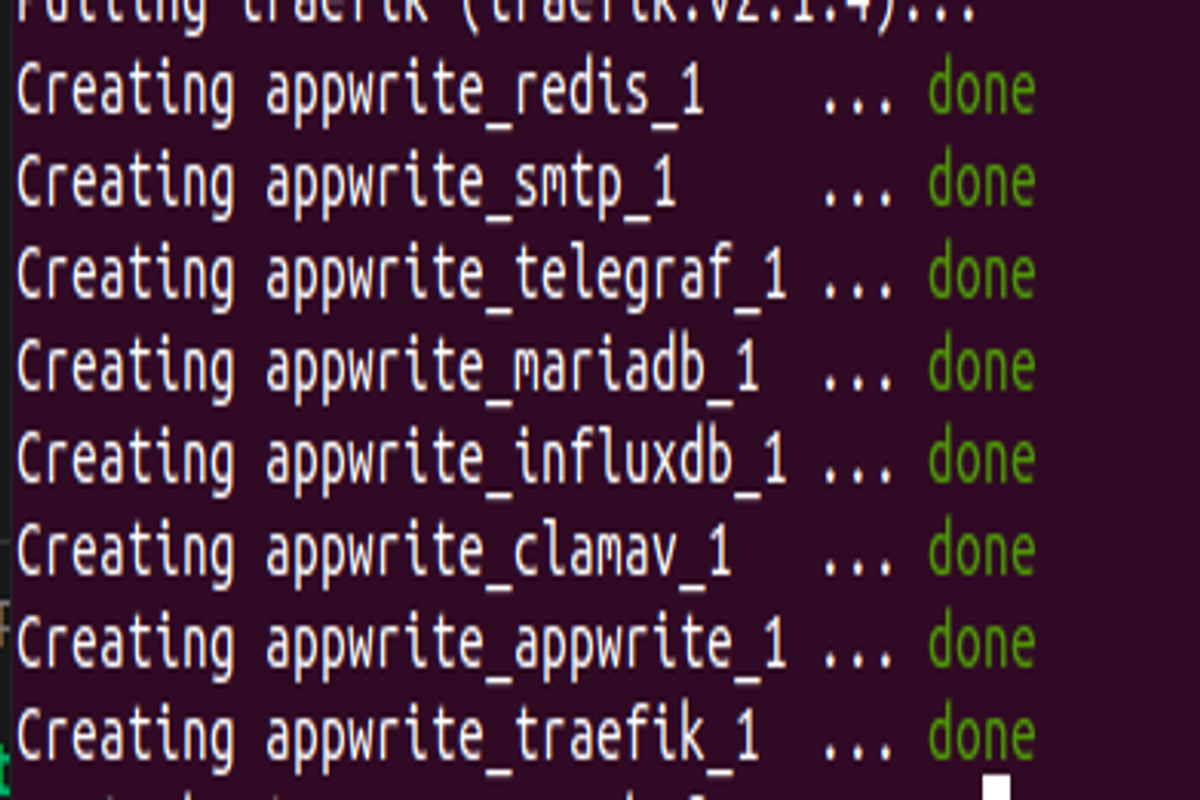 Pulling traefik (traefik:v2.1.4)...
Creating appwrite_redis_1 ... done
Creating appwrite_smtp_1 ... done
Creating appwrite_telegraf_1 ... done
Creating appwrite_mariadb_1 ... done
Creating appwrite_influxdb_1 ... done
Creating appwrite_clamav_1 ... done
Creating appwrite_appwrite_1 ... done
Creating appwrite_traefik_1 ... done